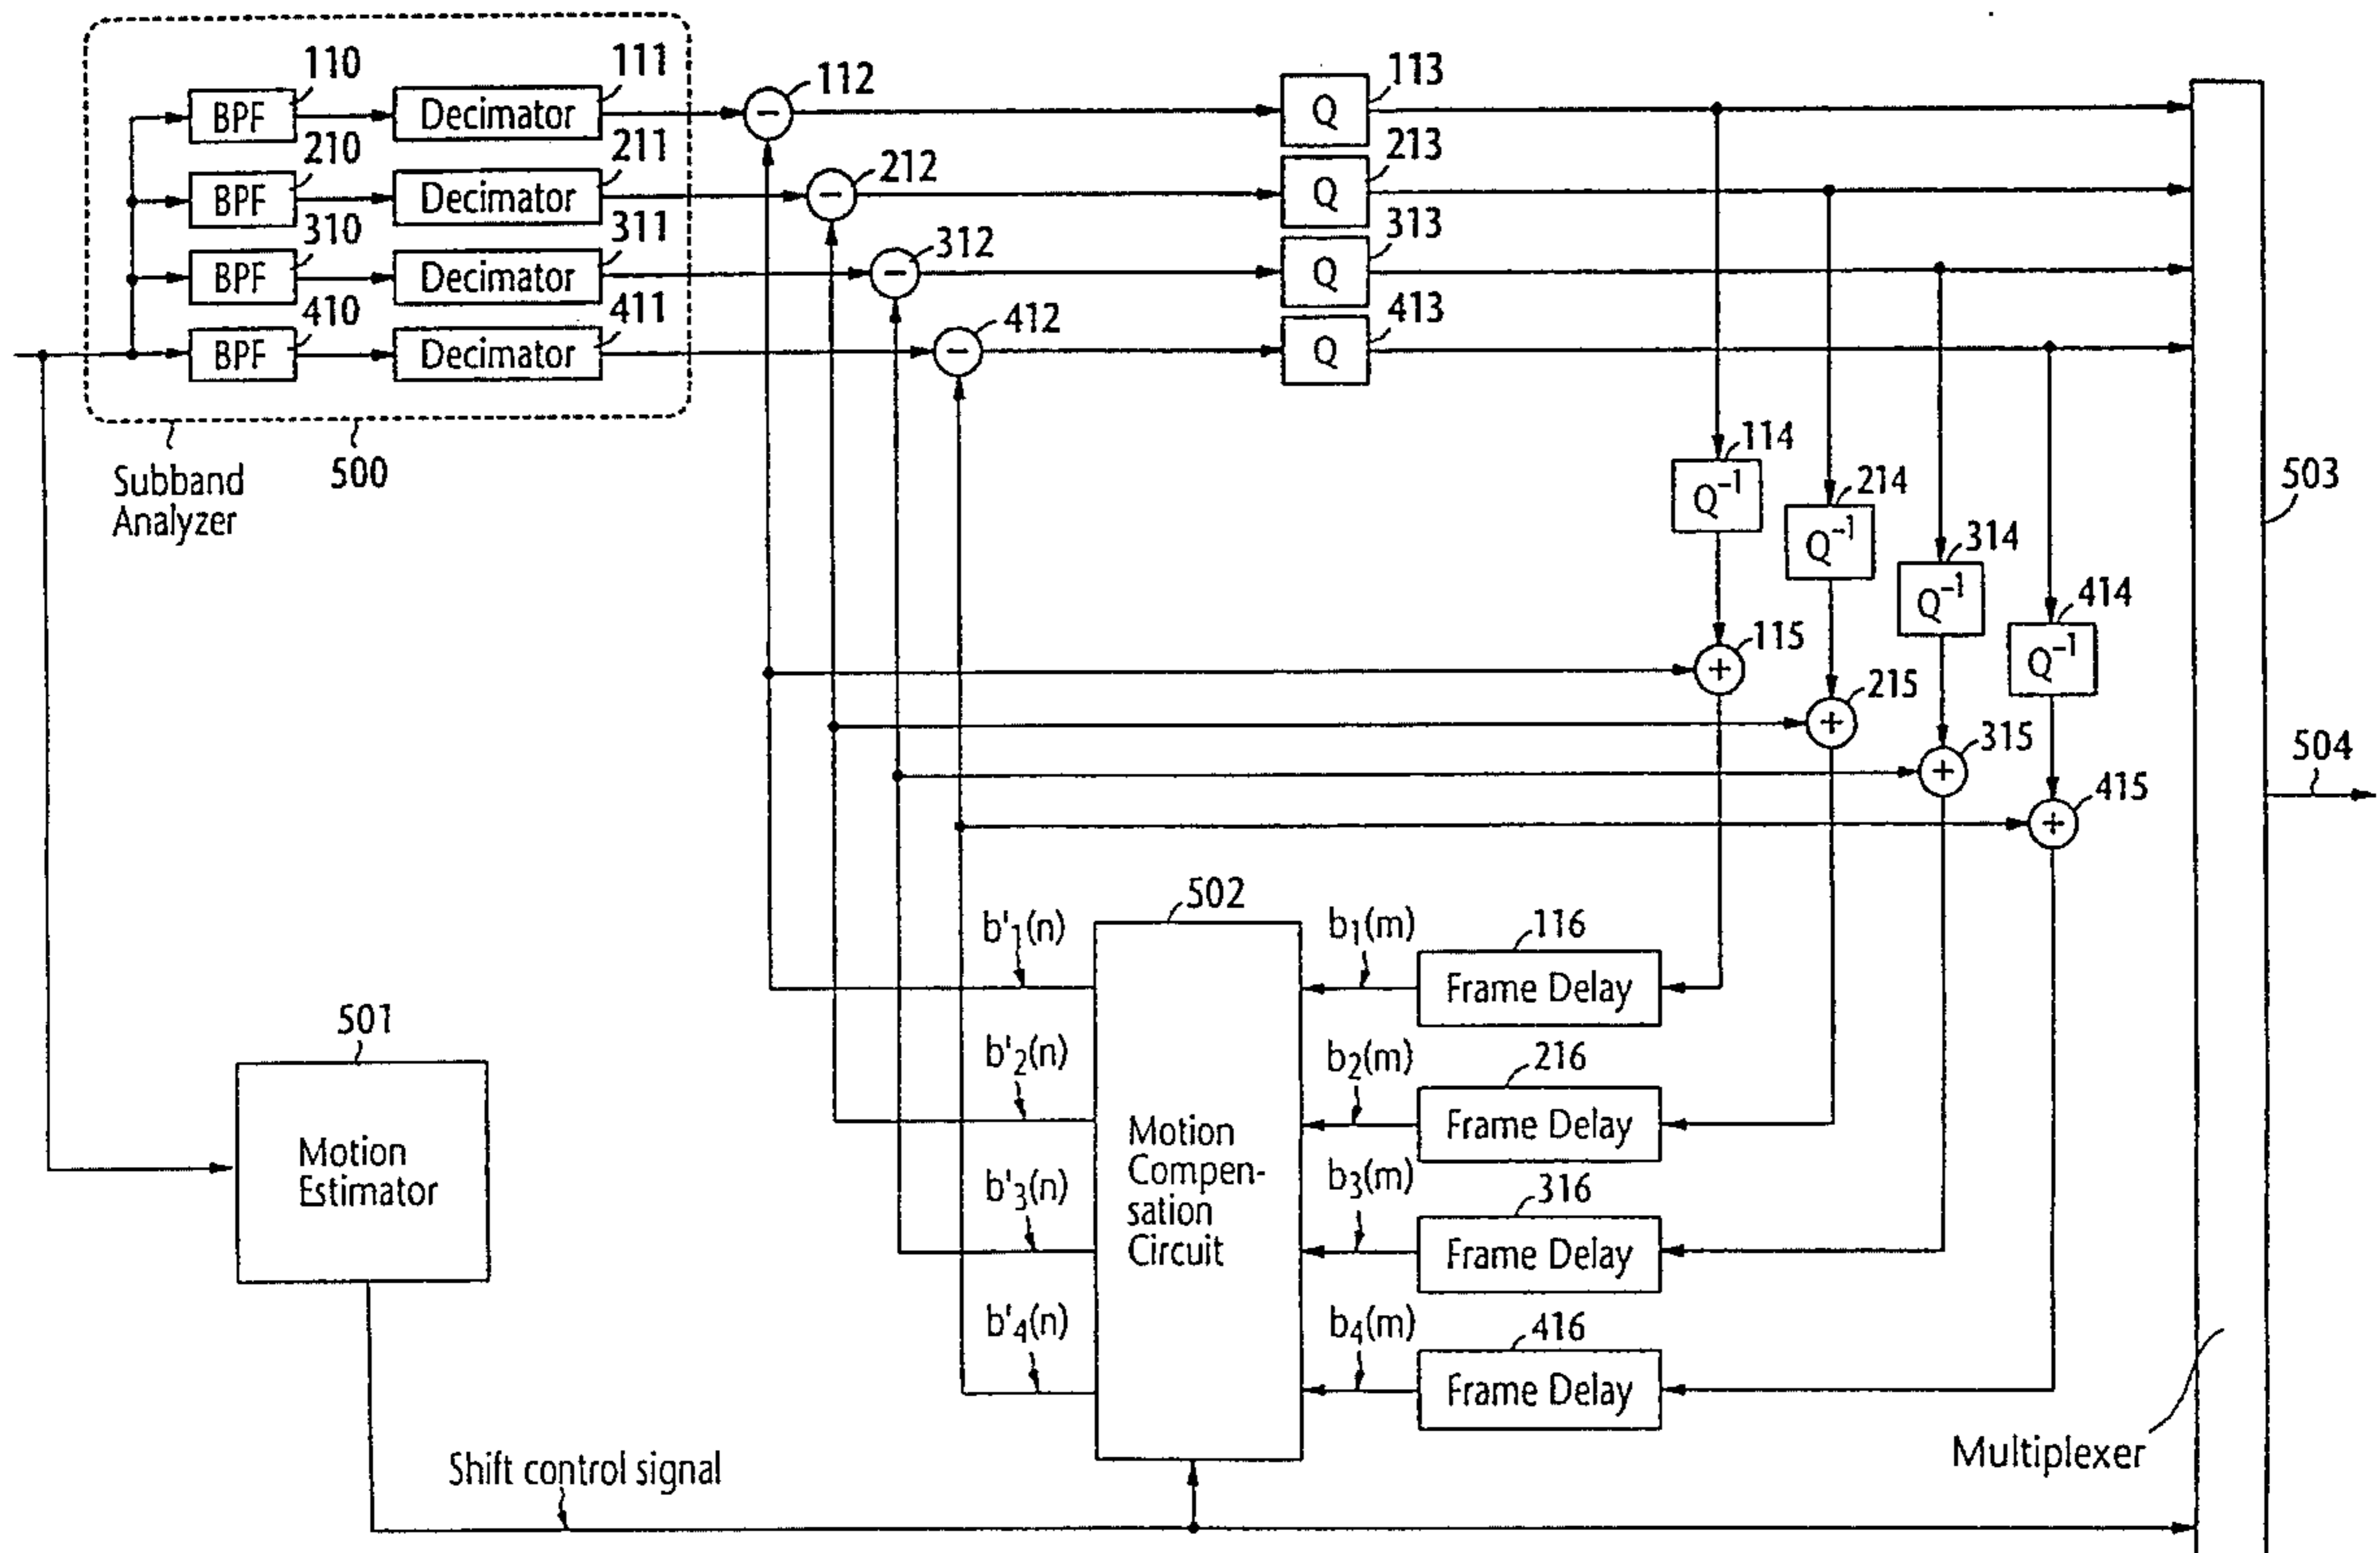 110
111
112
113
BPF
Decimator
−
Q
210
211
212
213
BPF
Decimator
−
Q
310
311
312
313
BPF
Decimator
−
Q
410
411
412
413
BPF
Decimator
−
Q
Subband
Analyzer
500
114
Q⁻¹
214
Q⁻¹
314
Q⁻¹
414
Q⁻¹
503
115
+
215
+
315
+
415
+
504
502
b'₁(n)
b₁(m)
116
Frame Delay
501
b'₂(n)
b₂(m)
216
Frame Delay
Motion
Estimator
Motion
Compen-
sation
Circuit
b'₃(n)
b₃(m)
316
Frame Delay
b'₄(n)
b₄(m)
416
Frame Delay
Shift control signal
Multiplexer